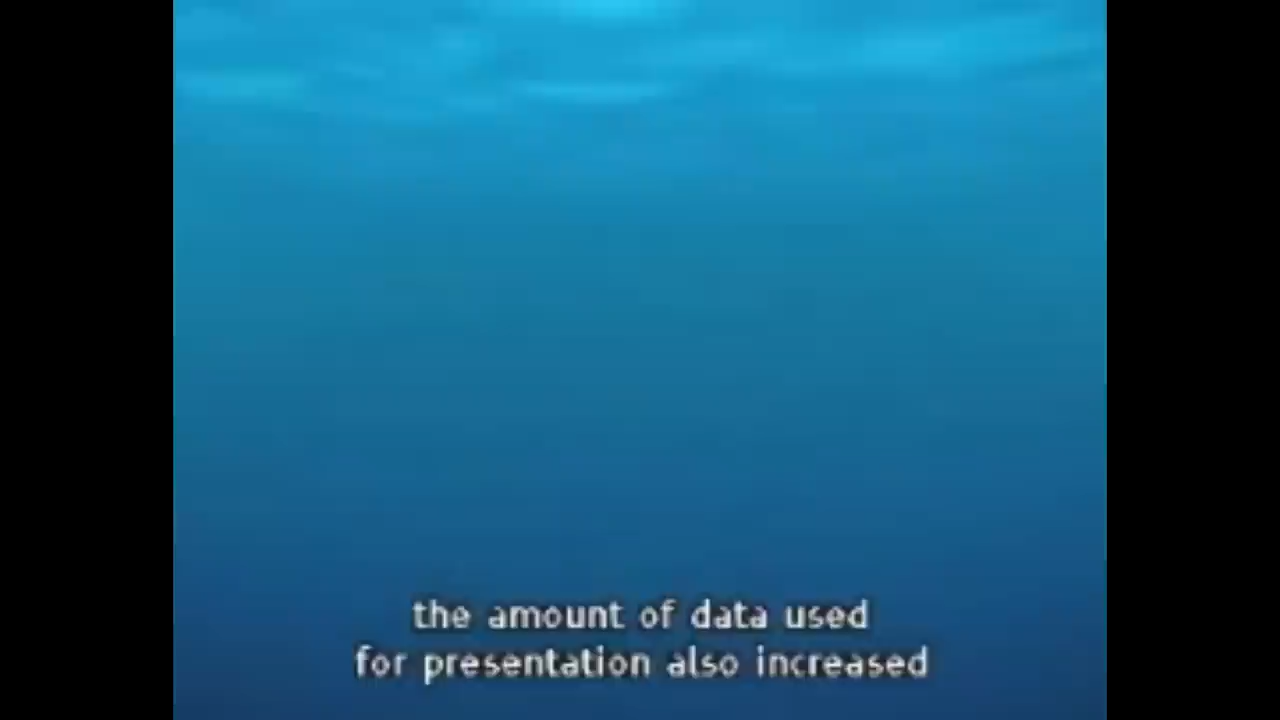 the amount of data used
for presentation also increased